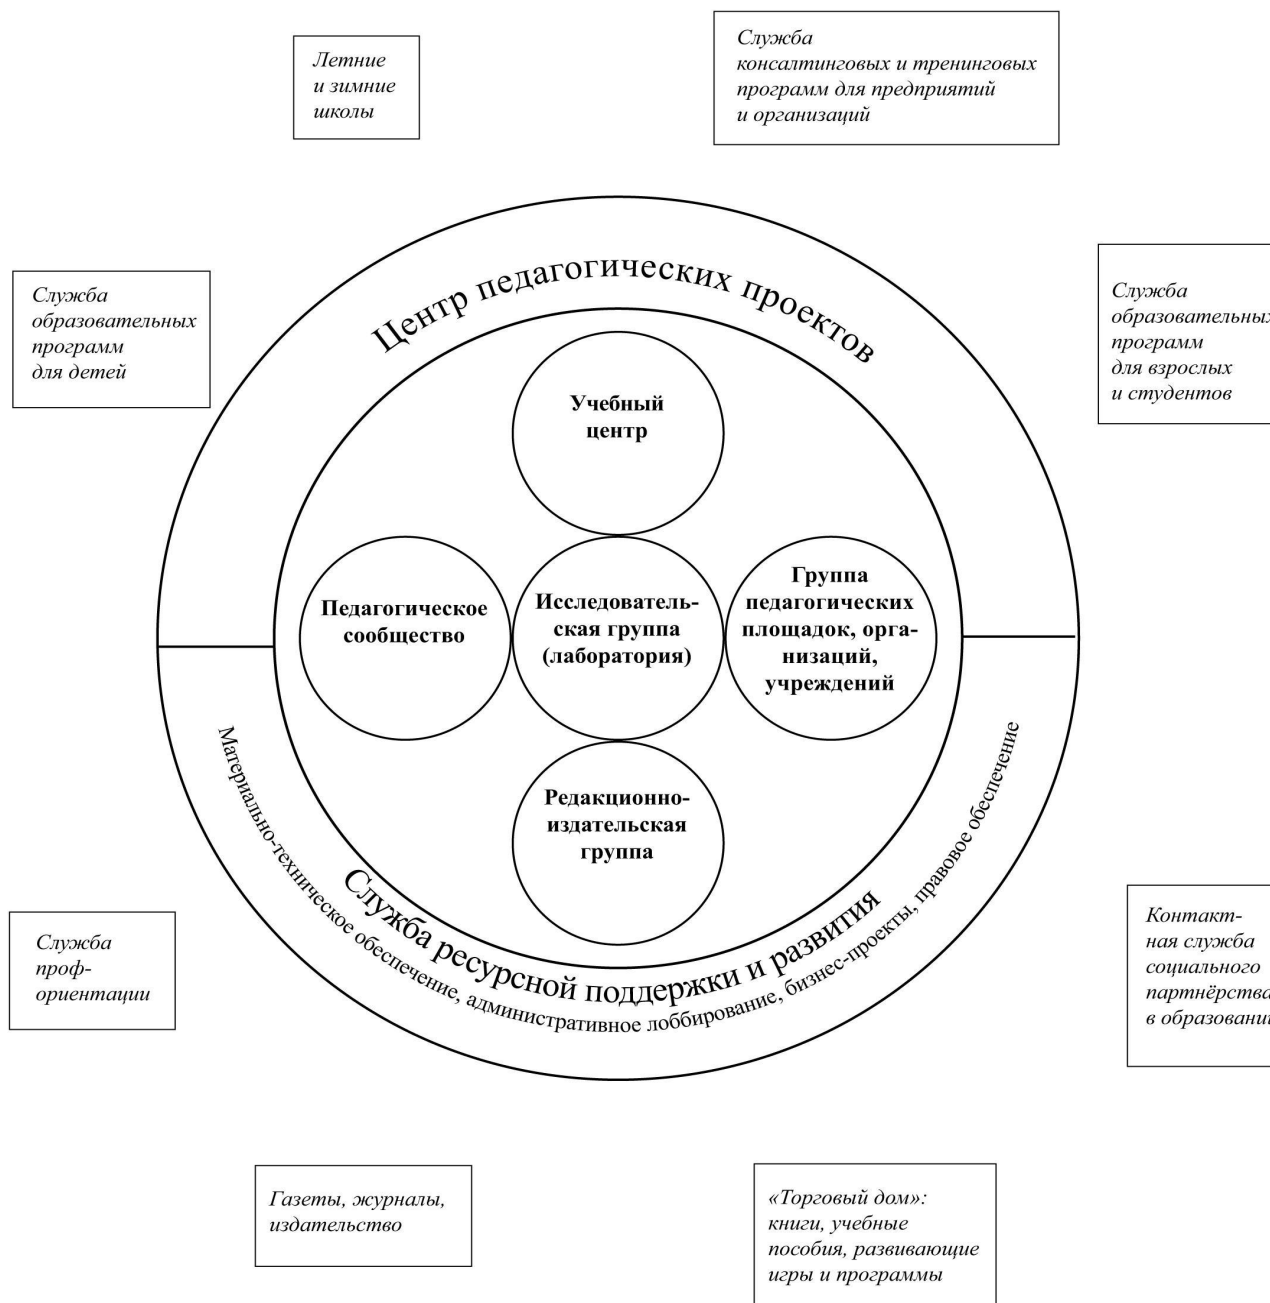 Летние
и зимние
школы
Служба
консалтинговых и тренинговых
программ для предприятий
и организаций
Служба
образовательных
программ
для детей
Служба
образовательных
программ
для взрослых
и студентов
Центр педагогических проектов
Учебный
центр
Педагогическое
сообщество
Исследователь-
ская группа
(лаборатория)
Группа
педагогических
площадок, орга-
низаций,
учреждений
Редакционно-
издательская
группа
Служба ресурсной поддержки и развития
Материально-техническое обеспечение, административное лоббирование, бизнес-проекты, правовое обеспечение
Служба
проф-
ориентации
Контакт-
ная служба
социального
партнёрства
в образовании
Газеты, журналы,
издательство
«Торговый дом»:
книги, учебные
пособия, развивающие
игры и программы